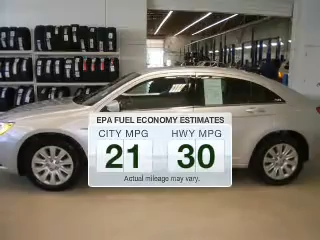 EPA FUEL ECONOMY ESTIMATES
CITY MPG HWY MPG
21 30
Actual mileage may vary.